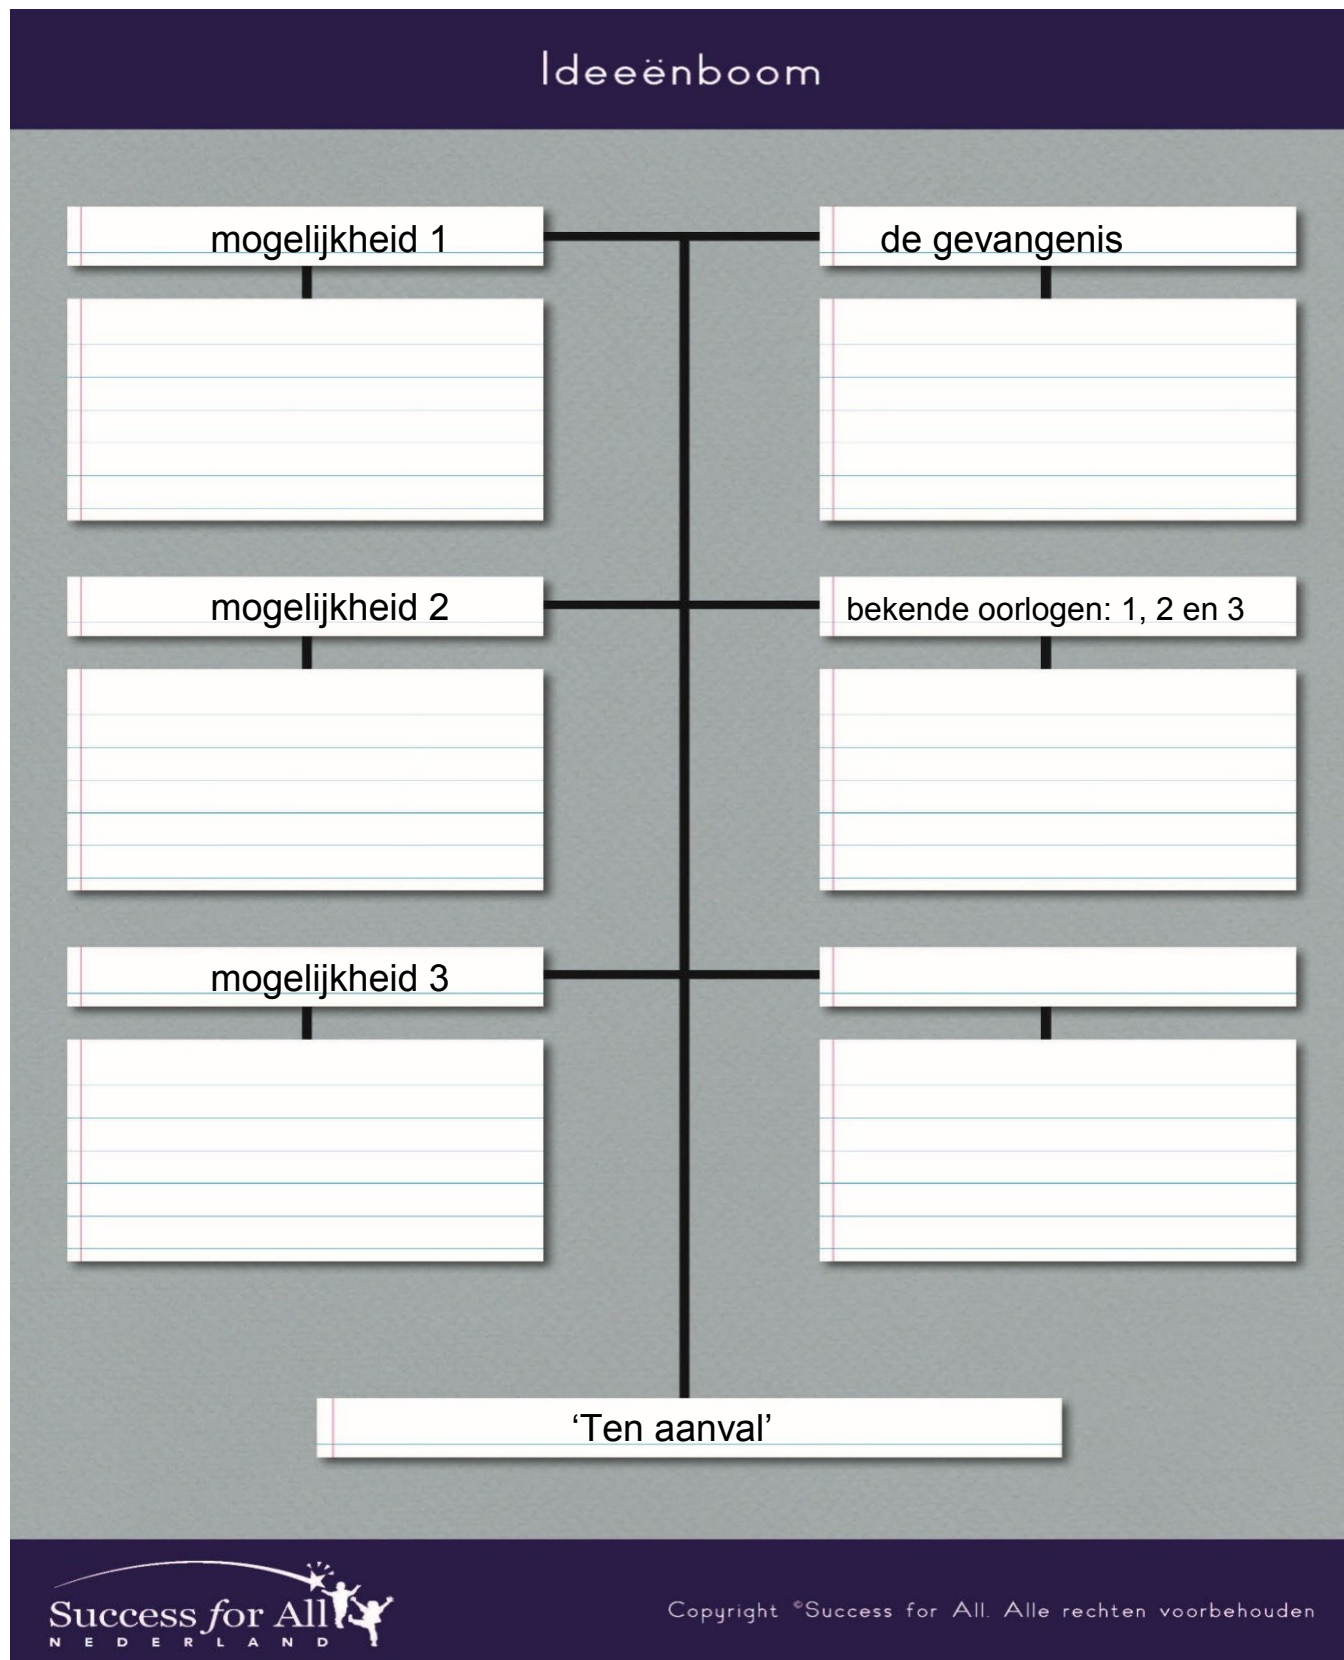 Ideeënboom
mogelijkheid 1
de gevangenis
mogelijkheid 2
bekende oorlogen: 1, 2 en 3
mogelijkheid 3
‘Ten aanval’
Success for All
NEDERLAND
Copyright ©Success for All. Alle rechten voorbehouden